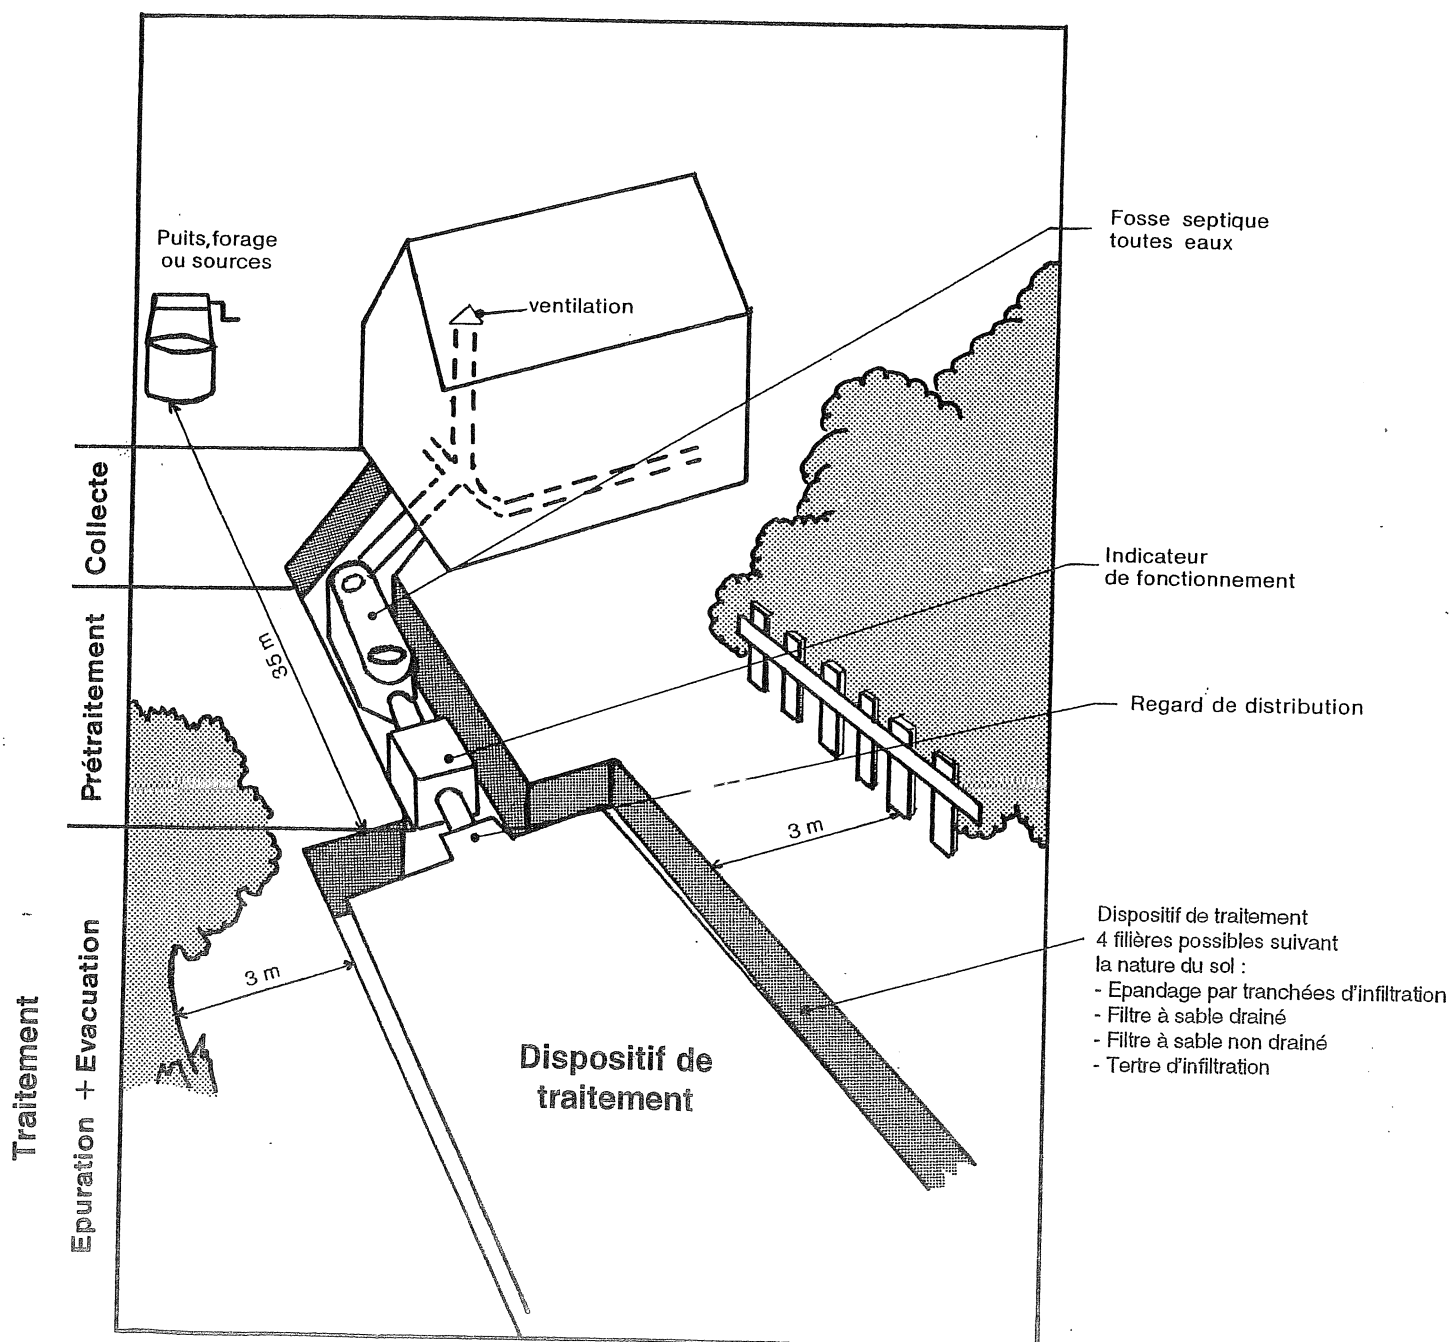 Puits, forage
ou sources
Fosse septique
toutes eaux
ventilation
Collecte
Indicateur
de fonctionnement
Prétraitement
35 m
Regard de distribution
3 m
Dispositif de traitement
4 filières possibles suivant
la nature du sol :
- Epandage par tranchées d'infiltration
- Filtre à sable drainé
- Filtre à sable non drainé
- Tertre d'infiltration
3 m
Traitement
Epuration + Evacuation
Dispositif de
traitement